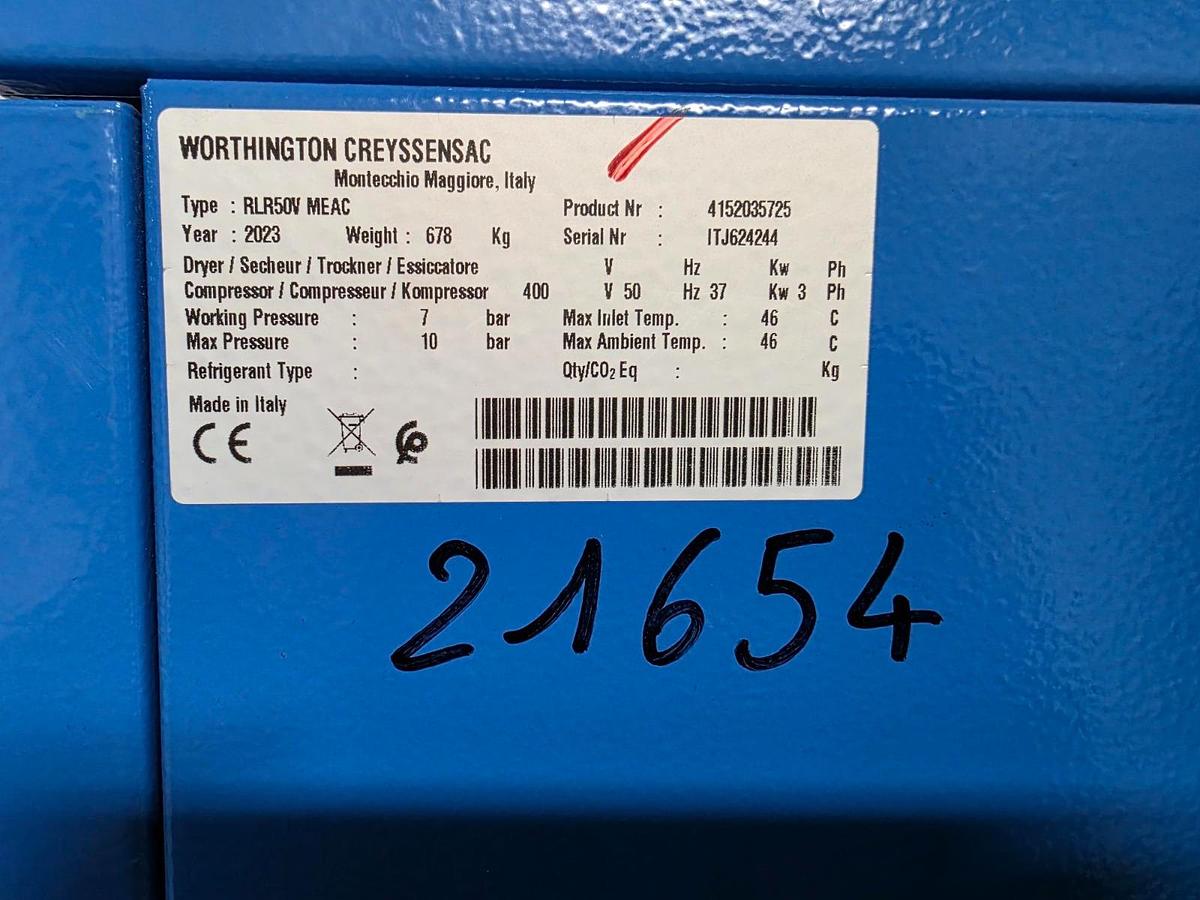 WORTHINGTON CREYSSENSAC
Montecchio Maggiore, Italy
Type : RLR50V MEAC Product Nr : 4152035725
Year : 2023 Weight : 678 Kg Serial Nr : ITJ624244
Dryer / Secheur / Trockner / Essiccatore V Hz Kw Ph
Compressor / Compresseur / Kompressor 400 V 50 Hz 37 Kw 3 Ph
Working Pressure : 7 bar Max Inlet Temp. : 46 C
Max Pressure : 10 bar Max Ambient Temp. : 46 C
Refrigerant Type : Qty/CO₂ Eq : Kg
Made in Italy
CE
21654